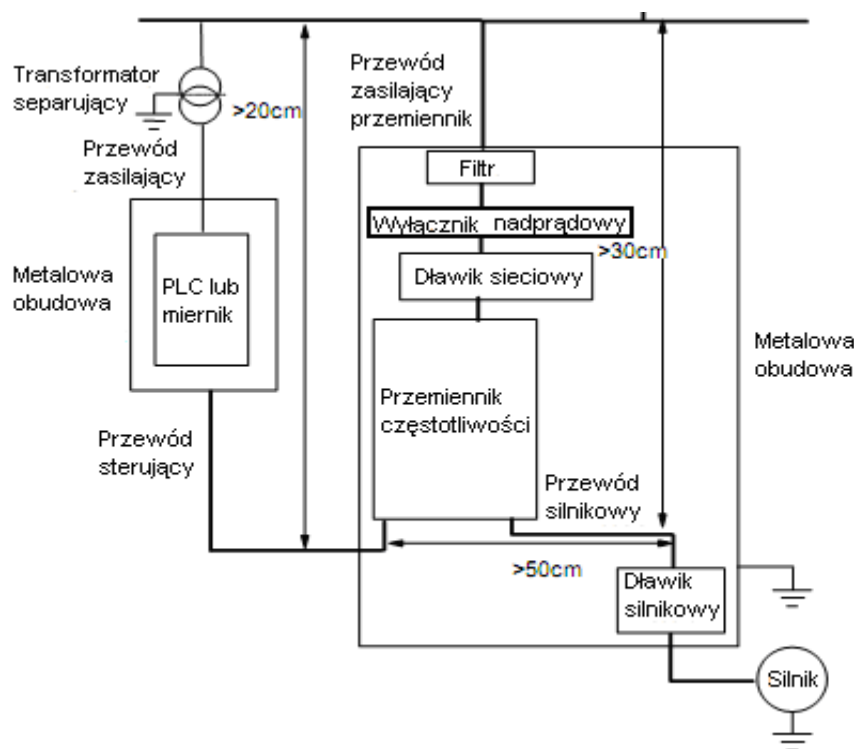 Transformator
separujący
>20cm
Przewód
zasilający
przemiennik
Przewód
zasilający
Filtr
Wyłącznik nadprądowy
>30cm
Dławik sieciowy
Metalowa
obudowa
PLC lub
miernik
Metalowa
obudowa
Przemiennik
częstotliwości
Przewód
sterujący
Przewód
silnikowy
>50cm
Dławik
silnikowy
Silnik